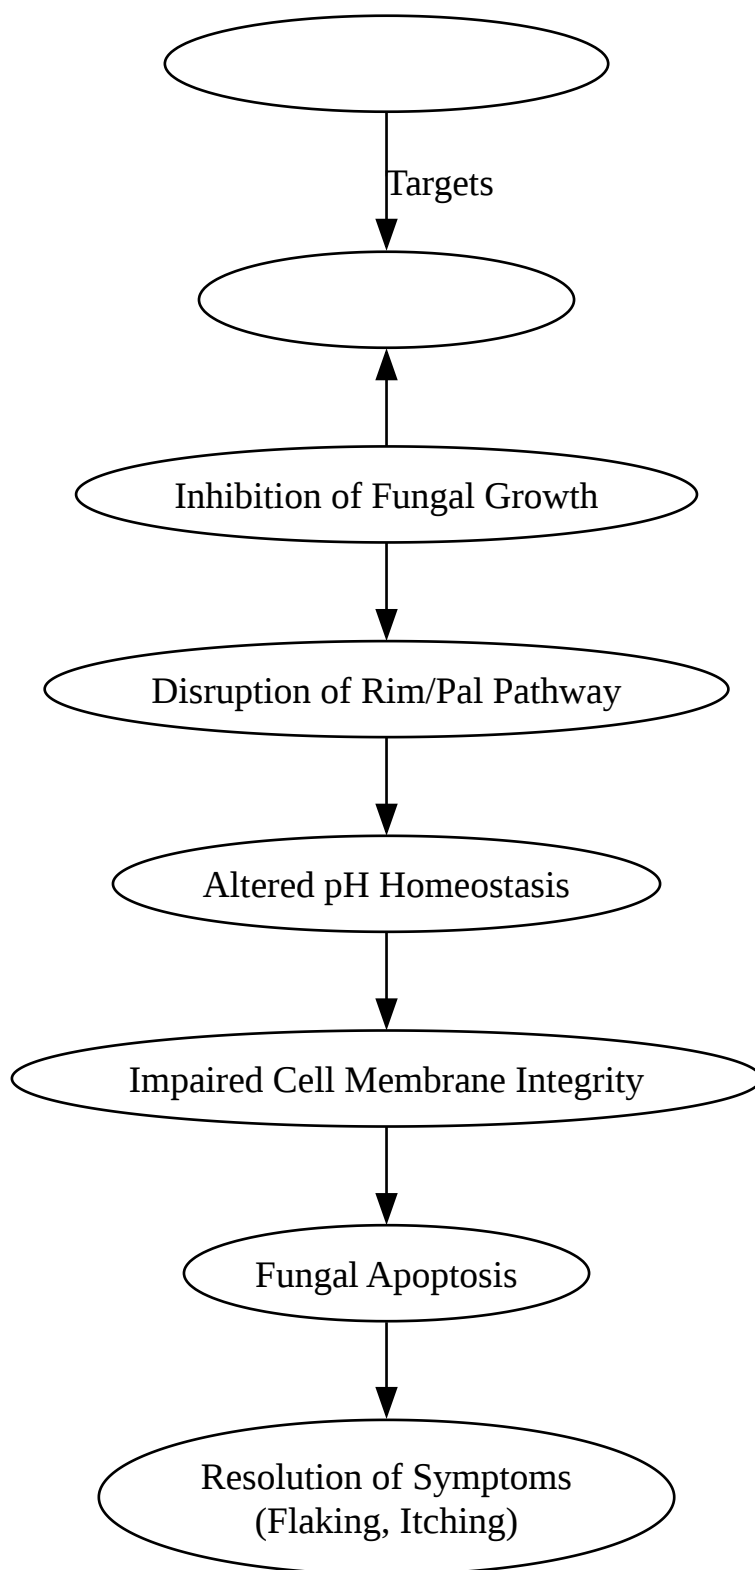 Targets
Inhibition of Fungal Growth
Disruption of Rim/Pal Pathway
Altered pH Homeostasis
Impaired Cell Membrane Integrity
Fungal Apoptosis
Resolution of Symptoms
(Flaking, Itching)